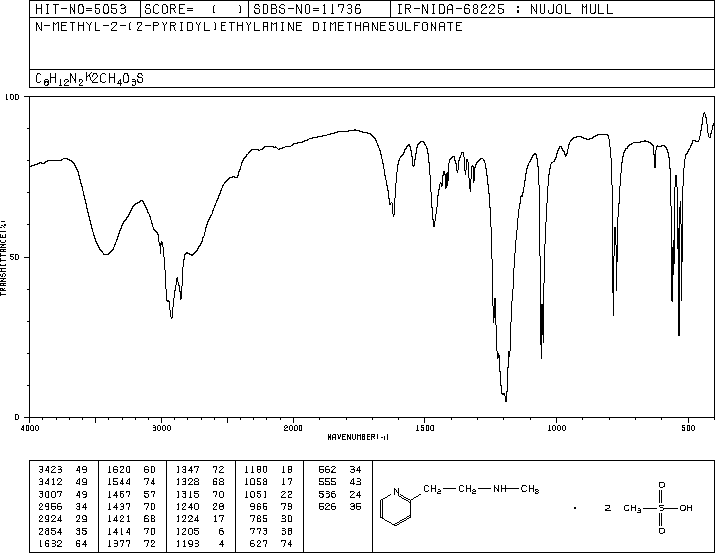 HIT-NO=5053 SCORE= ( ) SDBS-NO=11736 IR-NIDA-68225 : NUJOL MULL
N-METHYL-2-(2-PYRIDYL)ETHYLAMINE DIMETHANESULFONATE
C8H12N2*2CH4O3S
100
50
0
TRANSMITTANCE(%)
4000 3000 2000 1500 1000 500
WAVENUMBER(-1)
3423 49 1620 60 1347 72 1180 18 562 34
3412 49 1544 74 1328 68 1058 17 555 43
3007 49 1467 57 1315 70 1051 22 536 24
2956 34 1437 70 1240 28 966 79 526 35
2924 29 1421 68 1224 17 785 30
2854 35 1414 70 1205 6 773 38
1632 64 1377 72 1193 4 627 74
N
CH2—CH2—NH—CH3
· 2 CH3—S—OH
O
O